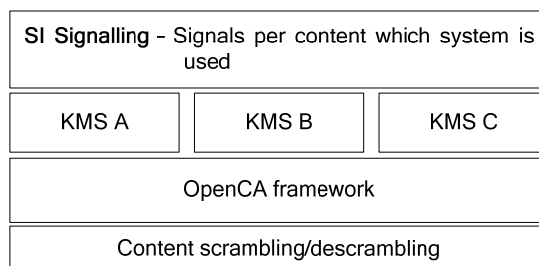 SI Signalling – Signals per content which system is
used
KMS A
KMS B
KMS C
OpenCA framework
Content scrambling/descrambling